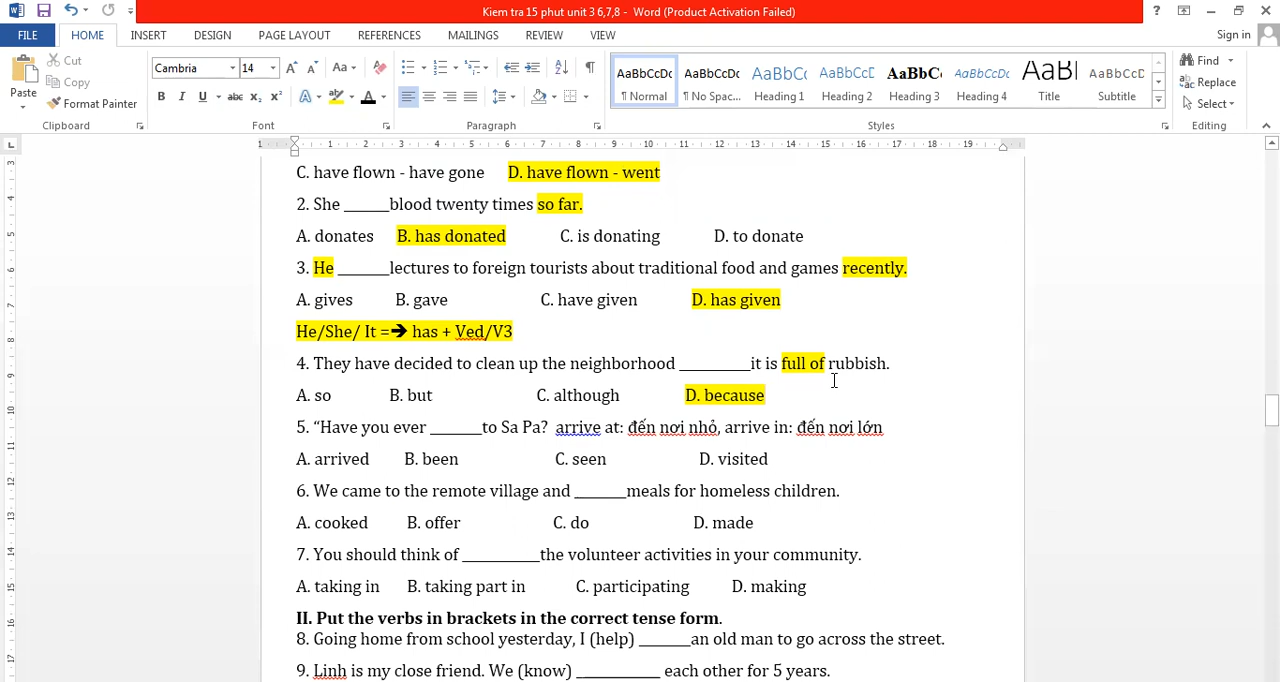 Kiem tra 15 phut unit 3 6,7,8 - Word (Product Activation Failed)
FILE HOME INSERT DESIGN PAGE LAYOUT REFERENCES MAILINGS REVIEW VIEW Sign in
Paste Cut Copy Format Painter
Cambria 14
AaBbCcDc AaBbCcDc AaBbCc AaBbCcDc AaBbC AaBbCcDc AaBl AaBbCcD
¶ Normal ¶ No Spac... Heading 1 Heading 2 Heading 3 Heading 4 Title Subtitle
Find Replace Select
Clipboard Font Paragraph Styles Editing
C. have flown - have gone D. have flown - went
2. She ______blood twenty times so far.
A. donates B. has donated C. is donating D. to donate
3. He _______lectures to foreign tourists about traditional food and games recently.
A. gives B. gave C. have given D. has given
He/She/ It =➔ has + Ved/V3
4. They have decided to clean up the neighborhood _________it is full of rubbish.
A. so B. but C. although D. because
5. “Have you ever _______to Sa Pa? arrive at: đến nơi nhỏ, arrive in: đến nơi lớn
A. arrived B. been C. seen D. visited
6. We came to the remote village and _______meals for homeless children.
A. cooked B. offer C. do D. made
7. You should think of __________the volunteer activities in your community.
A. taking in B. taking part in C. participating D. making
II. Put the verbs in brackets in the correct tense form.
8. Going home from school yesterday, I (help) _______an old man to go across the street.
9. Linh is my close friend. We (know) ___________ each other for 5 years.